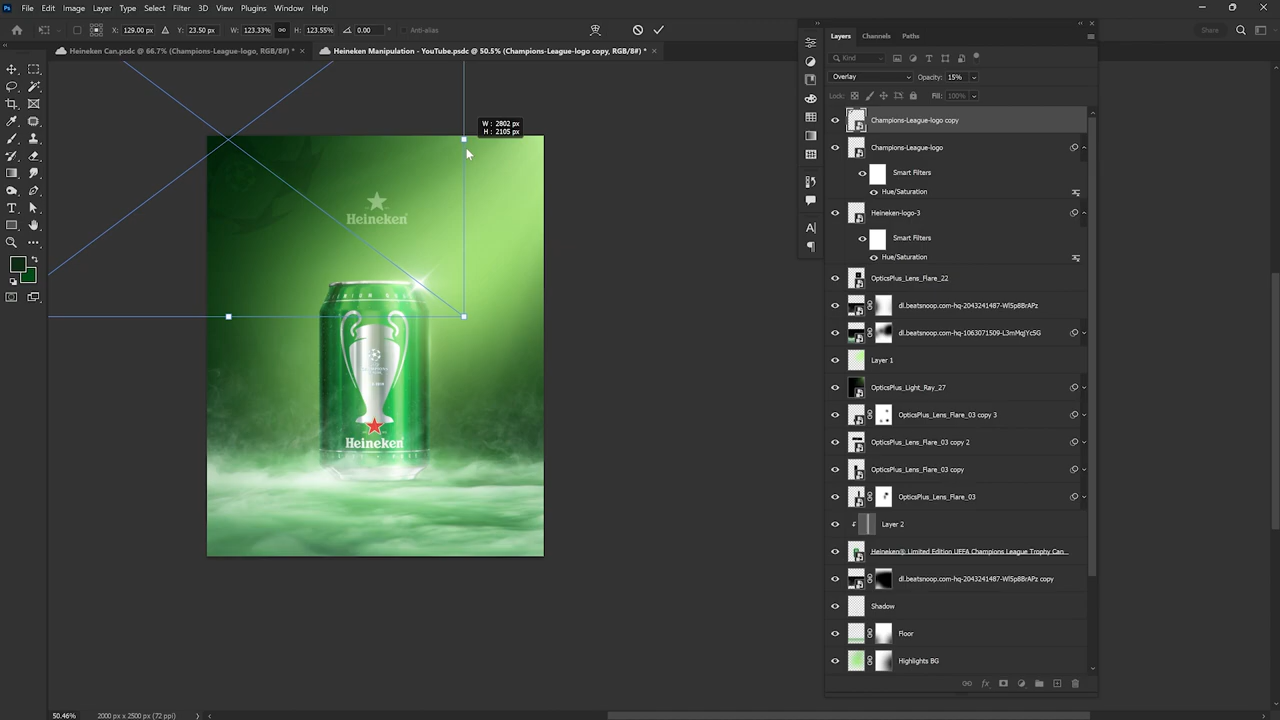 File Edit Image Layer Type Select Filter 3D View Plugins Window Help
X: 129.00 px Y: 23.50 px W: 123.33% H: 123.55% 0.00 ° Anti-alias Share
Heineken Can.psdc @ 66.7% (Champions-League-logo, RGB/8#) * × Heineken Manipulation - YouTube.psdc @ 50.5% (Champions-League-logo copy, RGB/8#) * ×
Layers Channels Paths
Kind
Overlay Opacity: 15%
Lock: Fill: 100%
Champions-League-logo copy
Champions-League-logo
Smart Filters
Hue/Saturation
Heineken-logo-3
Smart Filters
Hue/Saturation
OpticsPlus_Lens_Flare_22
dl.beatsnoop.com-hq-2043241487-Wl5p8BrAPz
dl.beatsnoop.com-hq-1063071509-L3mMqjYc5G
Layer 1
OpticsPlus_Light_Ray_27
OpticsPlus_Lens_Flare_03 copy 3
OpticsPlus_Lens_Flare_03 copy 2
OpticsPlus_Lens_Flare_03 copy
OpticsPlus_Lens_Flare_03
Layer 2
Heineken® Limited Edition UEFA Champions League Trophy Can...
dl.beatsnoop.com-hq-2043241487-Wl5p8BrAPz copy
Shadow
Floor
Highlights BG
W : 2802 px
H : 2105 px
Heineken
Heineken
50.46% 2000 px x 2500 px (72 ppi)